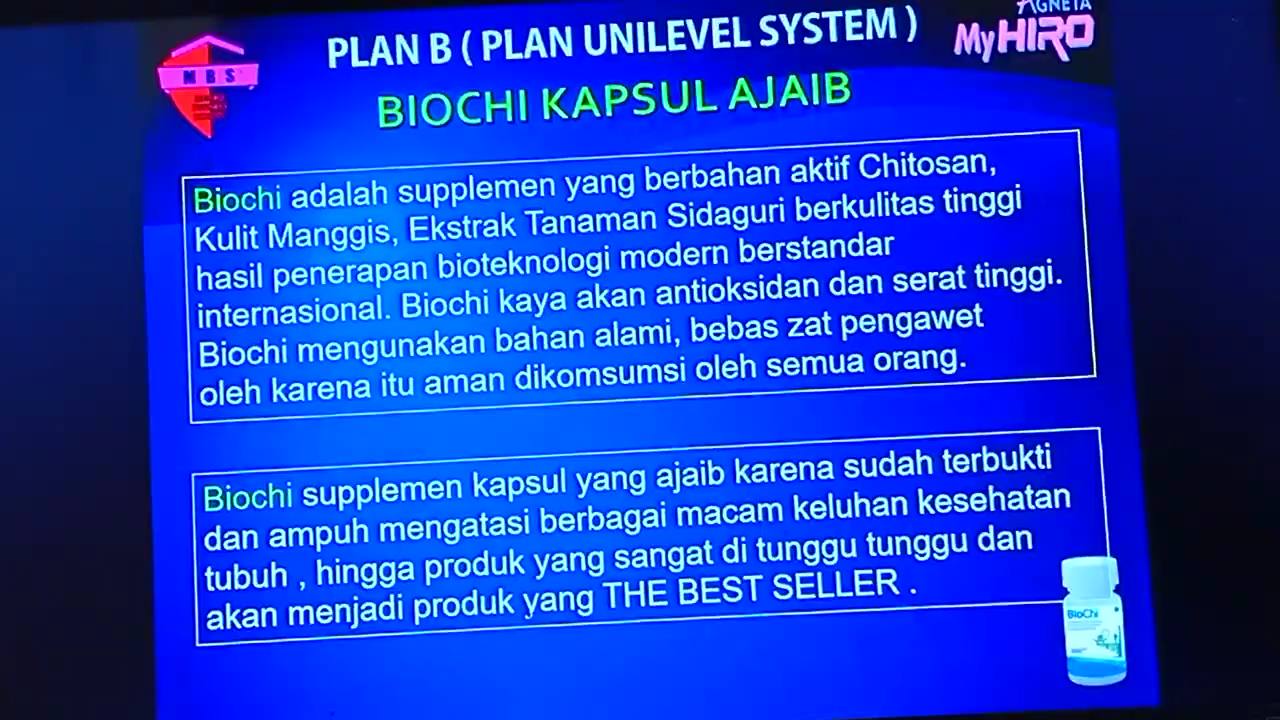 PLAN B ( PLAN UNILEVEL SYSTEM )
AGNETA
MyHIRO
MBS
BIOCHI KAPSUL AJAIB
Biochi adalah supplemen yang berbahan aktif Chitosan,
Kulit Manggis, Ekstrak Tanaman Sidaguri berkulitas tinggi
hasil penerapan bioteknologi modern berstandar
internasional. Biochi kaya akan antioksidan dan serat tinggi.
Biochi mengunakan bahan alami, bebas zat pengawet
oleh karena itu aman dikomsumsi oleh semua orang.
Biochi supplemen kapsul yang ajaib karena sudah terbukti
dan ampuh mengatasi berbagai macam keluhan kesehatan
tubuh , hingga produk yang sangat di tunggu tunggu dan
akan menjadi produk yang THE BEST SELLER .
BioChi